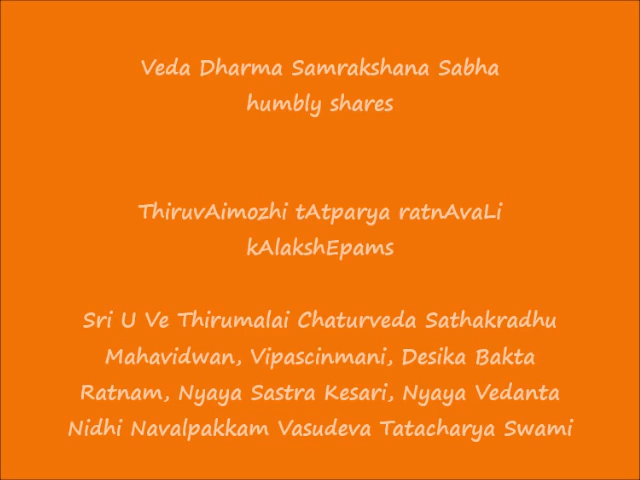 Veda Dharma Samrakshana Sabha
humbly shares
ThiruvAimozhi tAtparya ratnAvaLi
kAlakshEpams
Sri U Ve Thirumalai Chaturveda Sathakradhu
Mahavidwan, Vipascinmani, Desika Bakta
Ratnam, Nyaya Sastra Kesari, Nyaya Vedanta
Nidhi Navalpakkam Vasudeva Tatacharya Swami